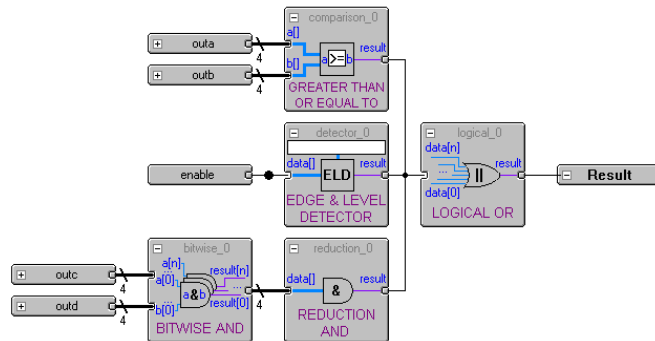 comparison_0
outa
4
a[]
result
a >= b
outb
4
b[]
GREATER THAN
OR EQUAL TO
detector_0
enable
data[]
result
ELD
EDGE & LEVEL
DETECTOR
logical_0
data[n]
...
result
||
data[0]
LOGICAL OR
Result
bitwise_0
outc
4
a[n]
...
a[0]
result[n]
...
a&b
outd
4
...
b[0]
result[0]
BITWISE AND
4
reduction_0
data[]
result
&
REDUCTION
AND